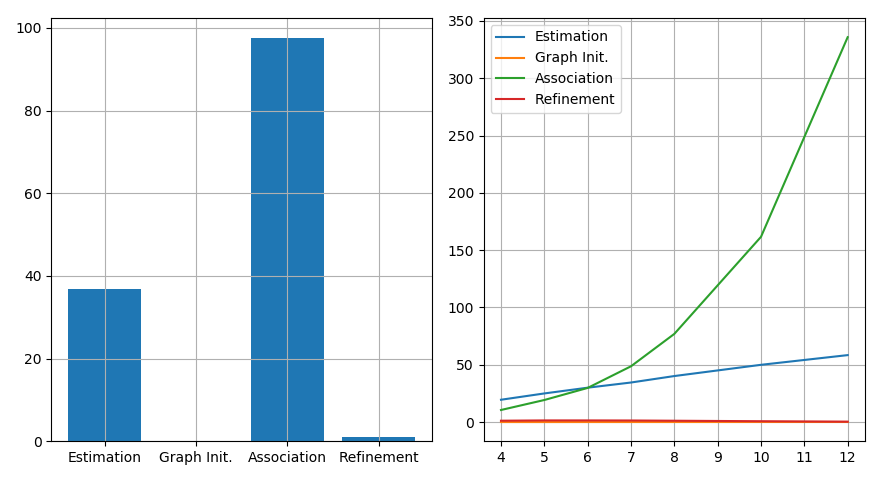 100
80
60
40
20
0
Estimation Graph Init. Association Refinement
350
300
250
200
150
100
50
0
Estimation
Graph Init.
Association
Refinement
4 5 6 7 8 9 10 11 12